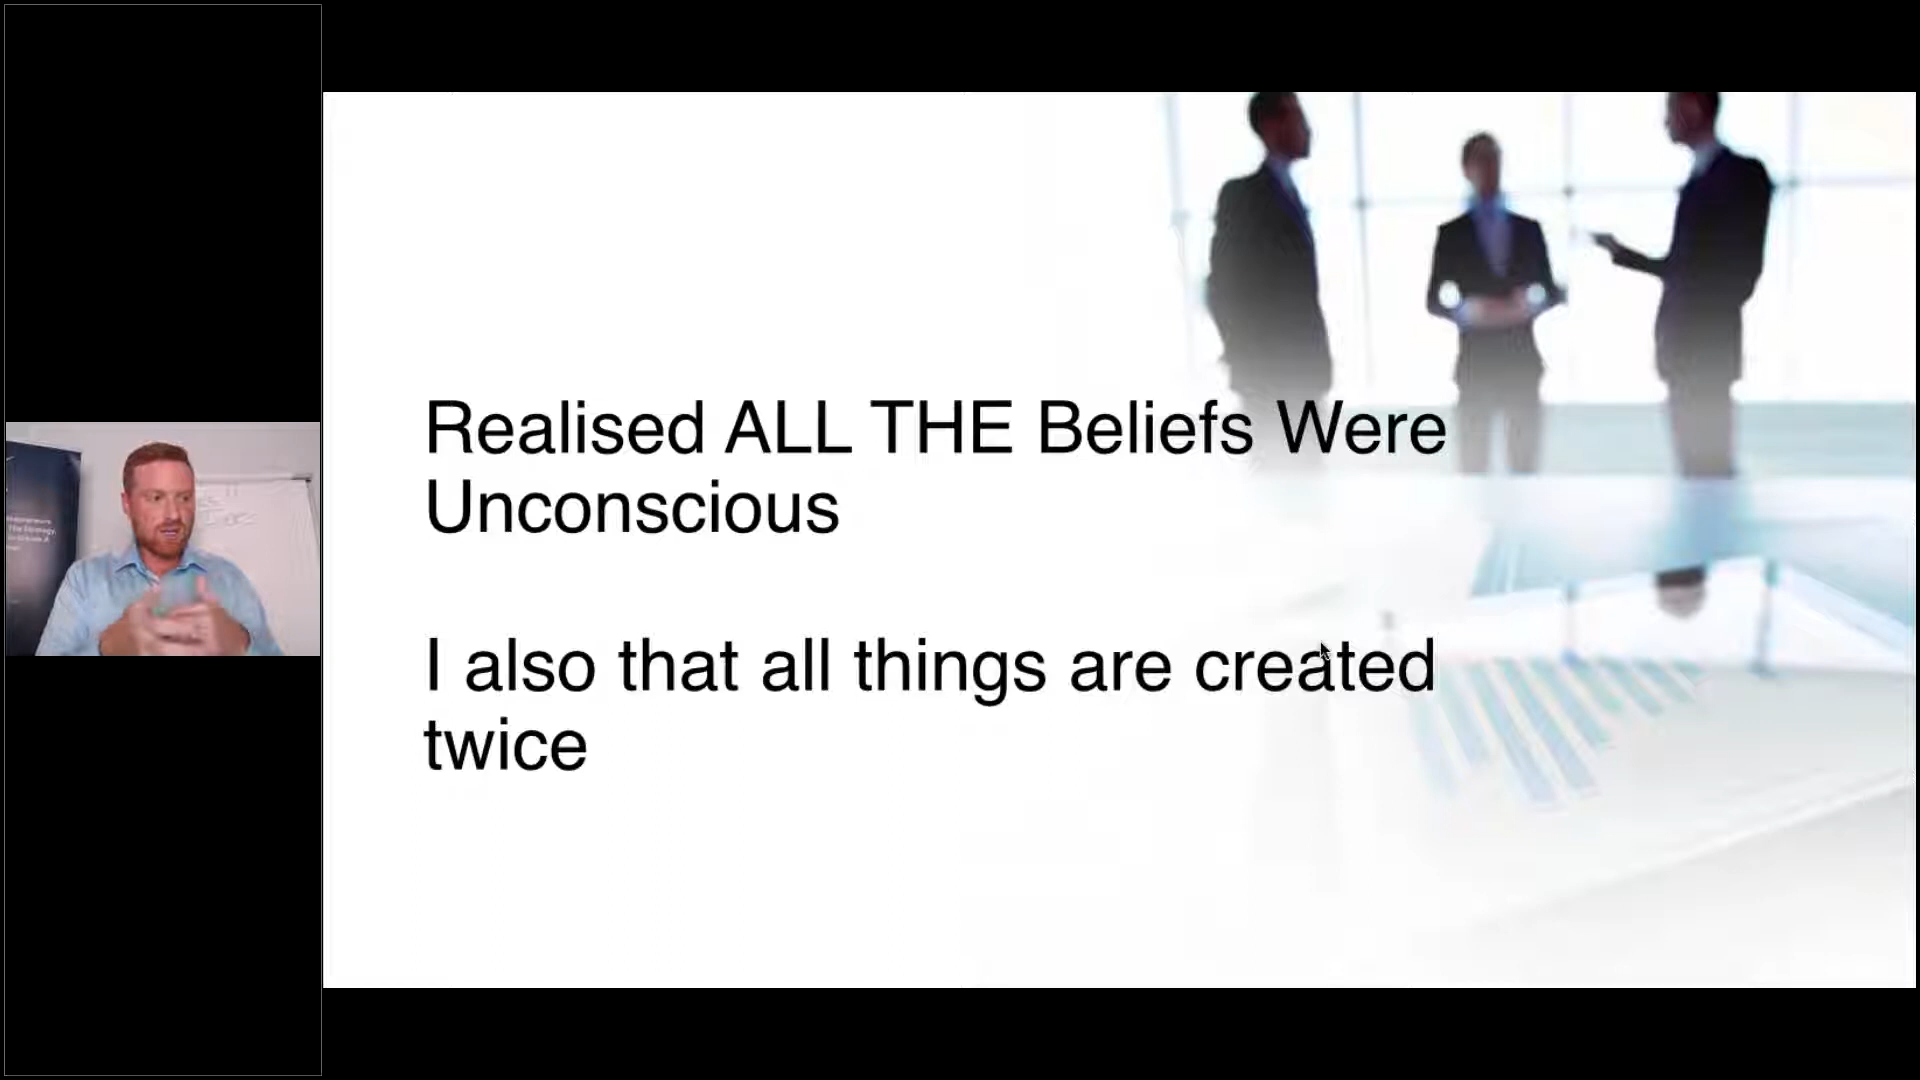 Realised ALL THE Beliefs Were
Unconscious
I also that all things are created
twice